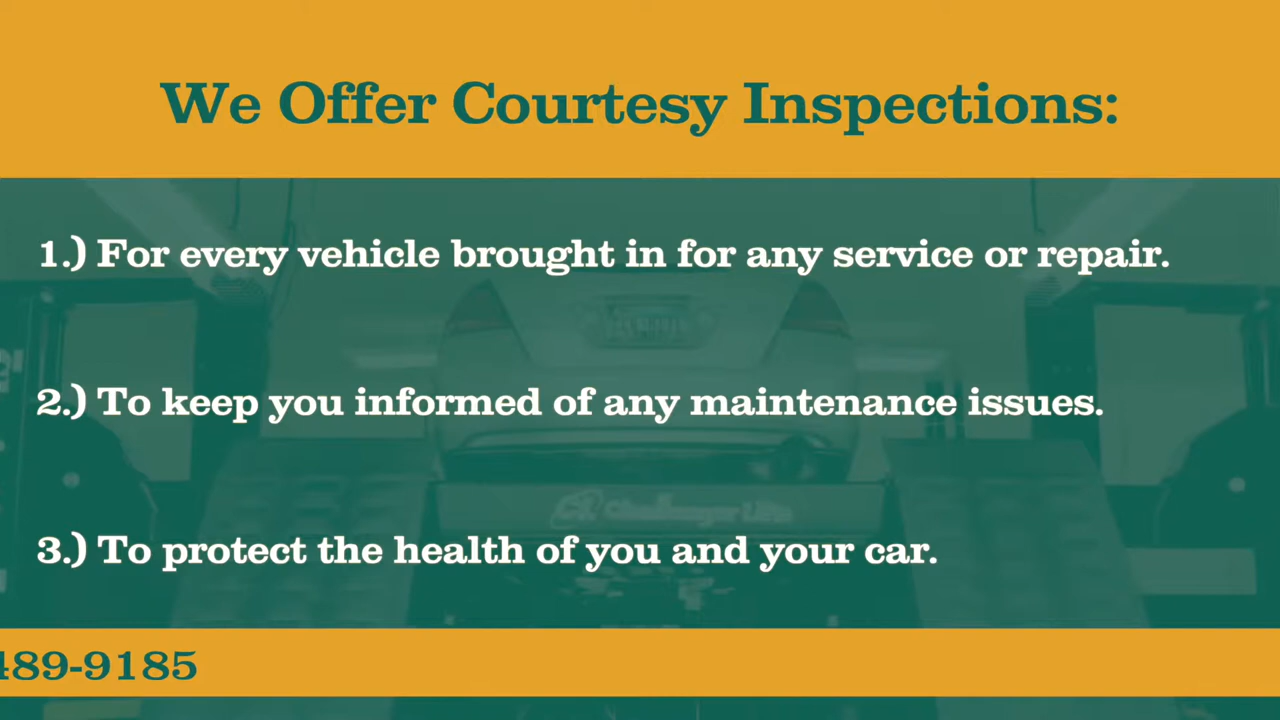 We Offer Courtesy Inspections:
1.) For every vehicle brought in for any service or repair.
2.) To keep you informed of any maintenance issues.
3.) To protect the health of you and your car.
489-9185